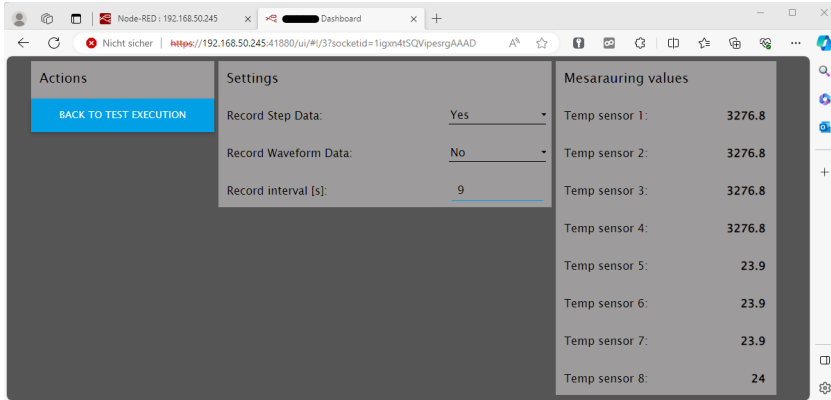 Node-RED : 192.168.50.245
Dashboard
Nicht sicher | https://192.168.50.245:41880/ui/#!/3?socketid=1igxn4tSQVipesrgAAAD
Actions
BACK TO TEST EXECUTION
Settings
Record Step Data: Yes
Record Waveform Data: No
Record interval [s]: 9
Mesarauring values
Temp sensor 1: 3276.8
Temp sensor 2: 3276.8
Temp sensor 3: 3276.8
Temp sensor 4: 3276.8
Temp sensor 5: 23.9
Temp sensor 6: 23.9
Temp sensor 7: 23.9
Temp sensor 8: 24